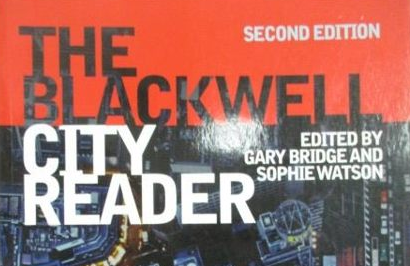 SECOND EDITION
THE
BLACKWELL
CITY
READER
EDITED BY
GARY BRIDGE AND
SOPHIE WATSON